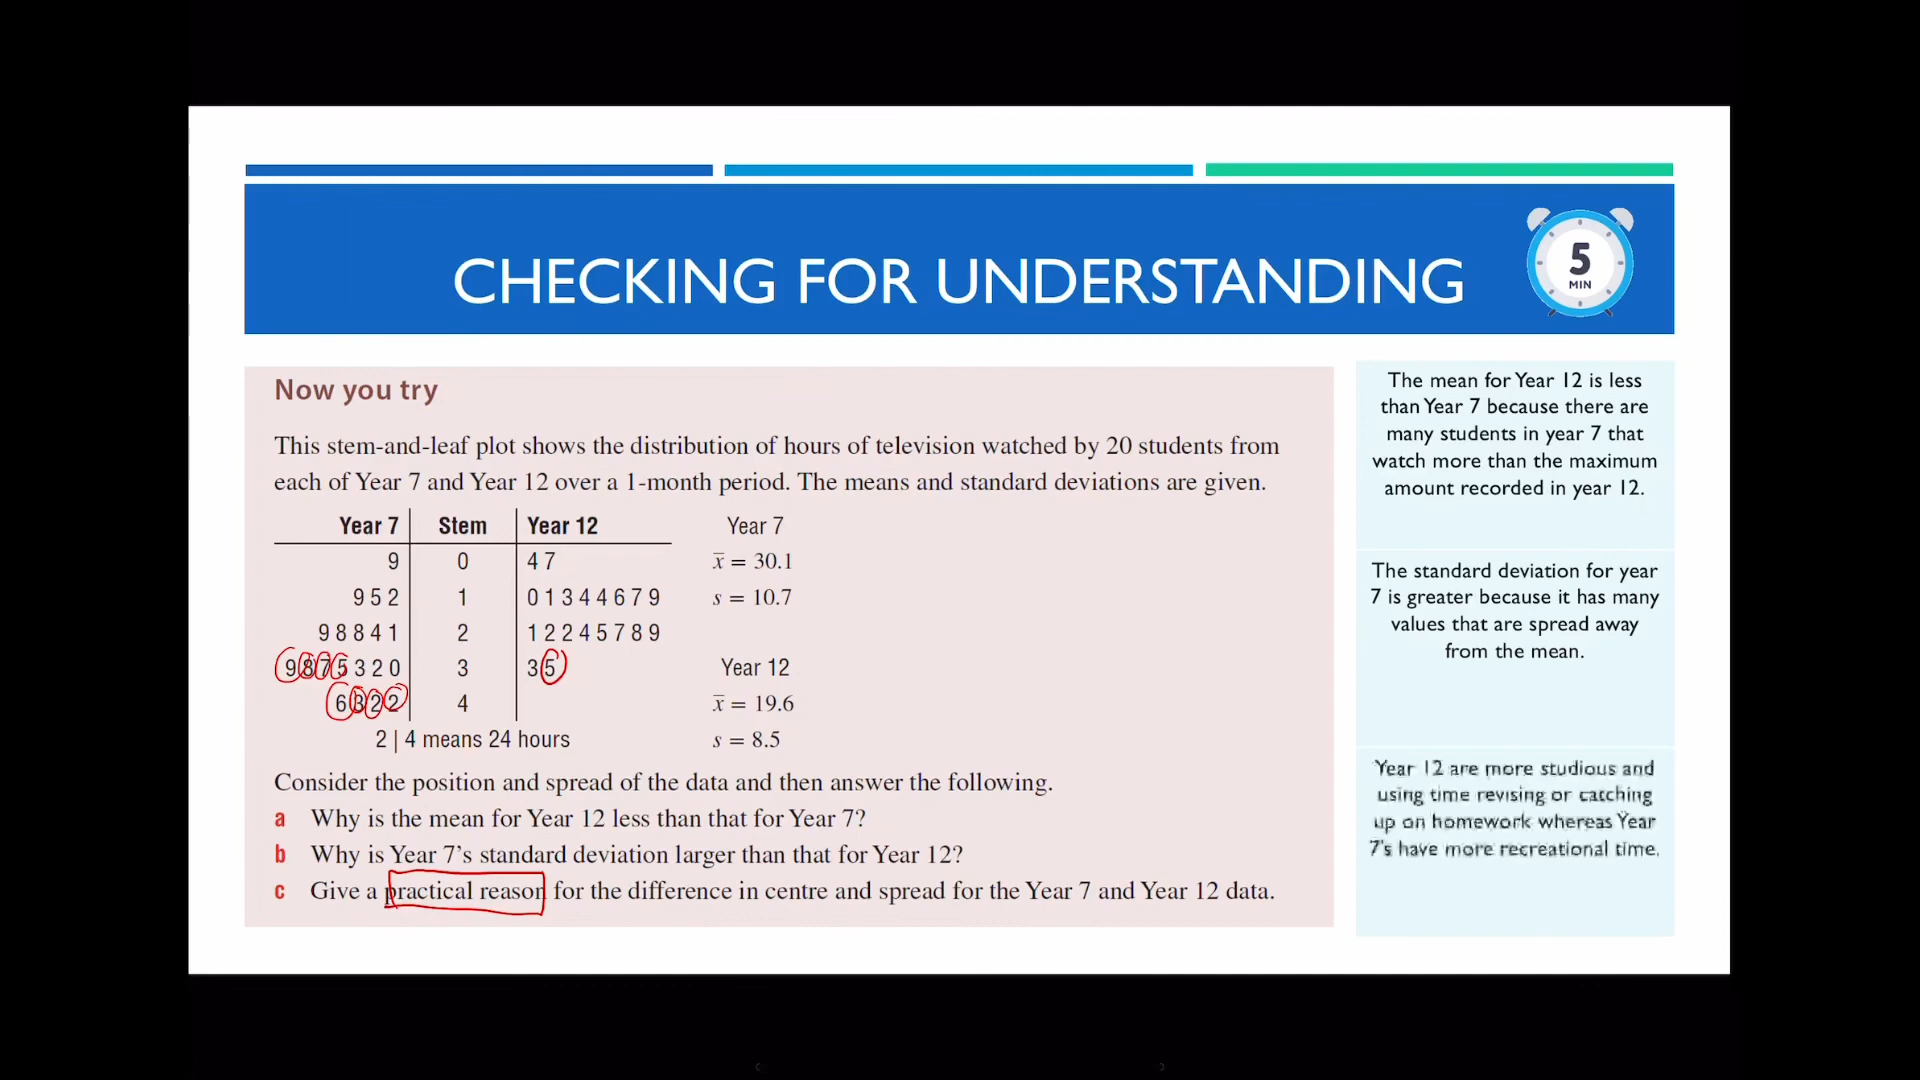 5
MIN
CHECKING FOR UNDERSTANDING
Now you try
This stem-and-leaf plot shows the distribution of hours of television watched by 20 students from
each of Year 7 and Year 12 over a 1-month period. The means and standard deviations are given.
Year 7 Stem Year 12 Year 7
9 0 4 7 x̅ = 30.1
9 5 2 1 0 1 3 4 4 6 7 9 s = 10.7
9 8 8 4 1 2 1 2 2 4 5 7 8 9
9 8 7 5 3 2 0 3 3 5 Year 12
6 3 2 2 4 x̅ = 19.6
2 | 4 means 24 hours s = 8.5
Consider the position and spread of the data and then answer the following.
a Why is the mean for Year 12 less than that for Year 7?
b Why is Year 7’s standard deviation larger than that for Year 12?
c Give a practical reason for the difference in centre and spread for the Year 7 and Year 12 data.
The mean for Year 12 is less
than Year 7 because there are
many students in year 7 that
watch more than the maximum
amount recorded in year 12.
The standard deviation for year
7 is greater because it has many
values that are spread away
from the mean.
Year 12 are more studious and
using time revising or catching
up on homework whereas Year
7's have more recreational time.